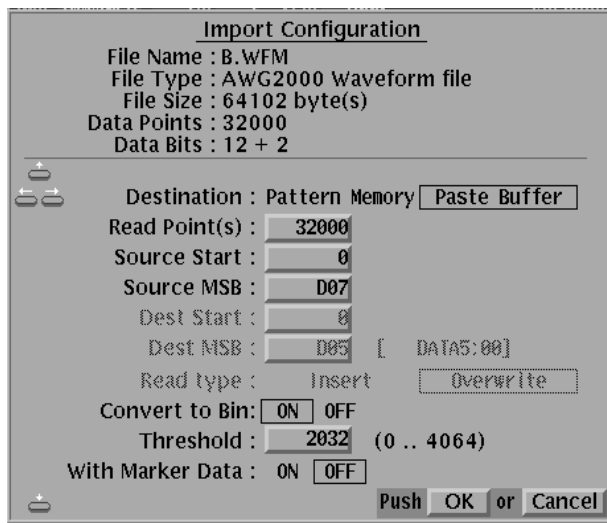 Import Configuration
File Name : B.WFM
File Type : AWG2000 Waveform file
File Size : 64102 byte(s)
Data Points : 32000
Data Bits : 12 + 2
Destination : Pattern Memory Paste Buffer
Read Point(s) : 32000
Source Start : 0
Source MSB : D07
Dest Start : 0
Dest MSB : D05 [ DATA5:00]
Read type : Insert Overwrite
Convert to Bin: ON OFF
Threshold : 2032 (0 .. 4064)
With Marker Data : ON OFF
Push OK or Cancel